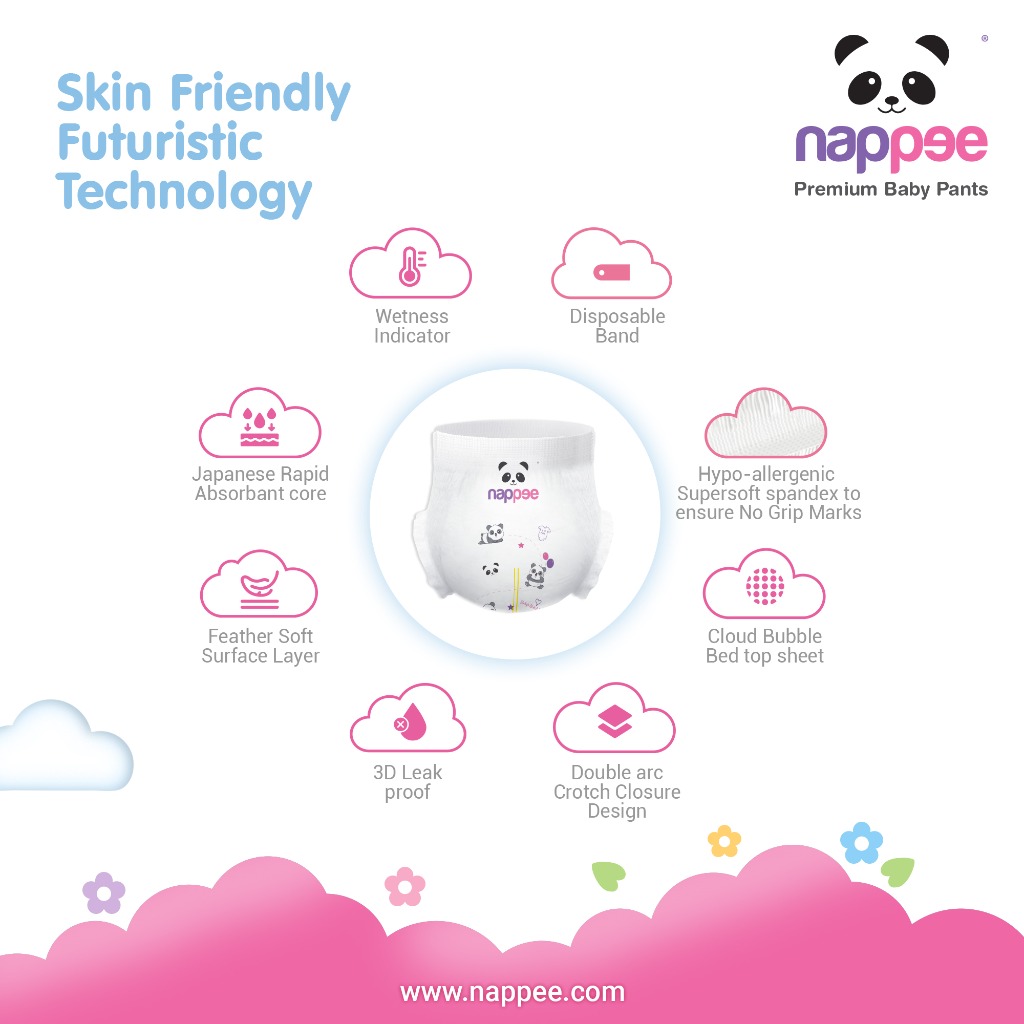 Skin Friendly
Futuristic
Technology
®
nappee
Premium Baby Pants
Wetness
Indicator
Disposable
Band
Japanese Rapid
Absorbant core
Hypo-allergenic
Supersoft spandex to
ensure No Grip Marks
nappee
Feather Soft
Surface Layer
Cloud Bubble
Bed top sheet
3D Leak
proof
Double arc
Crotch Closure
Design
www.nappee.com